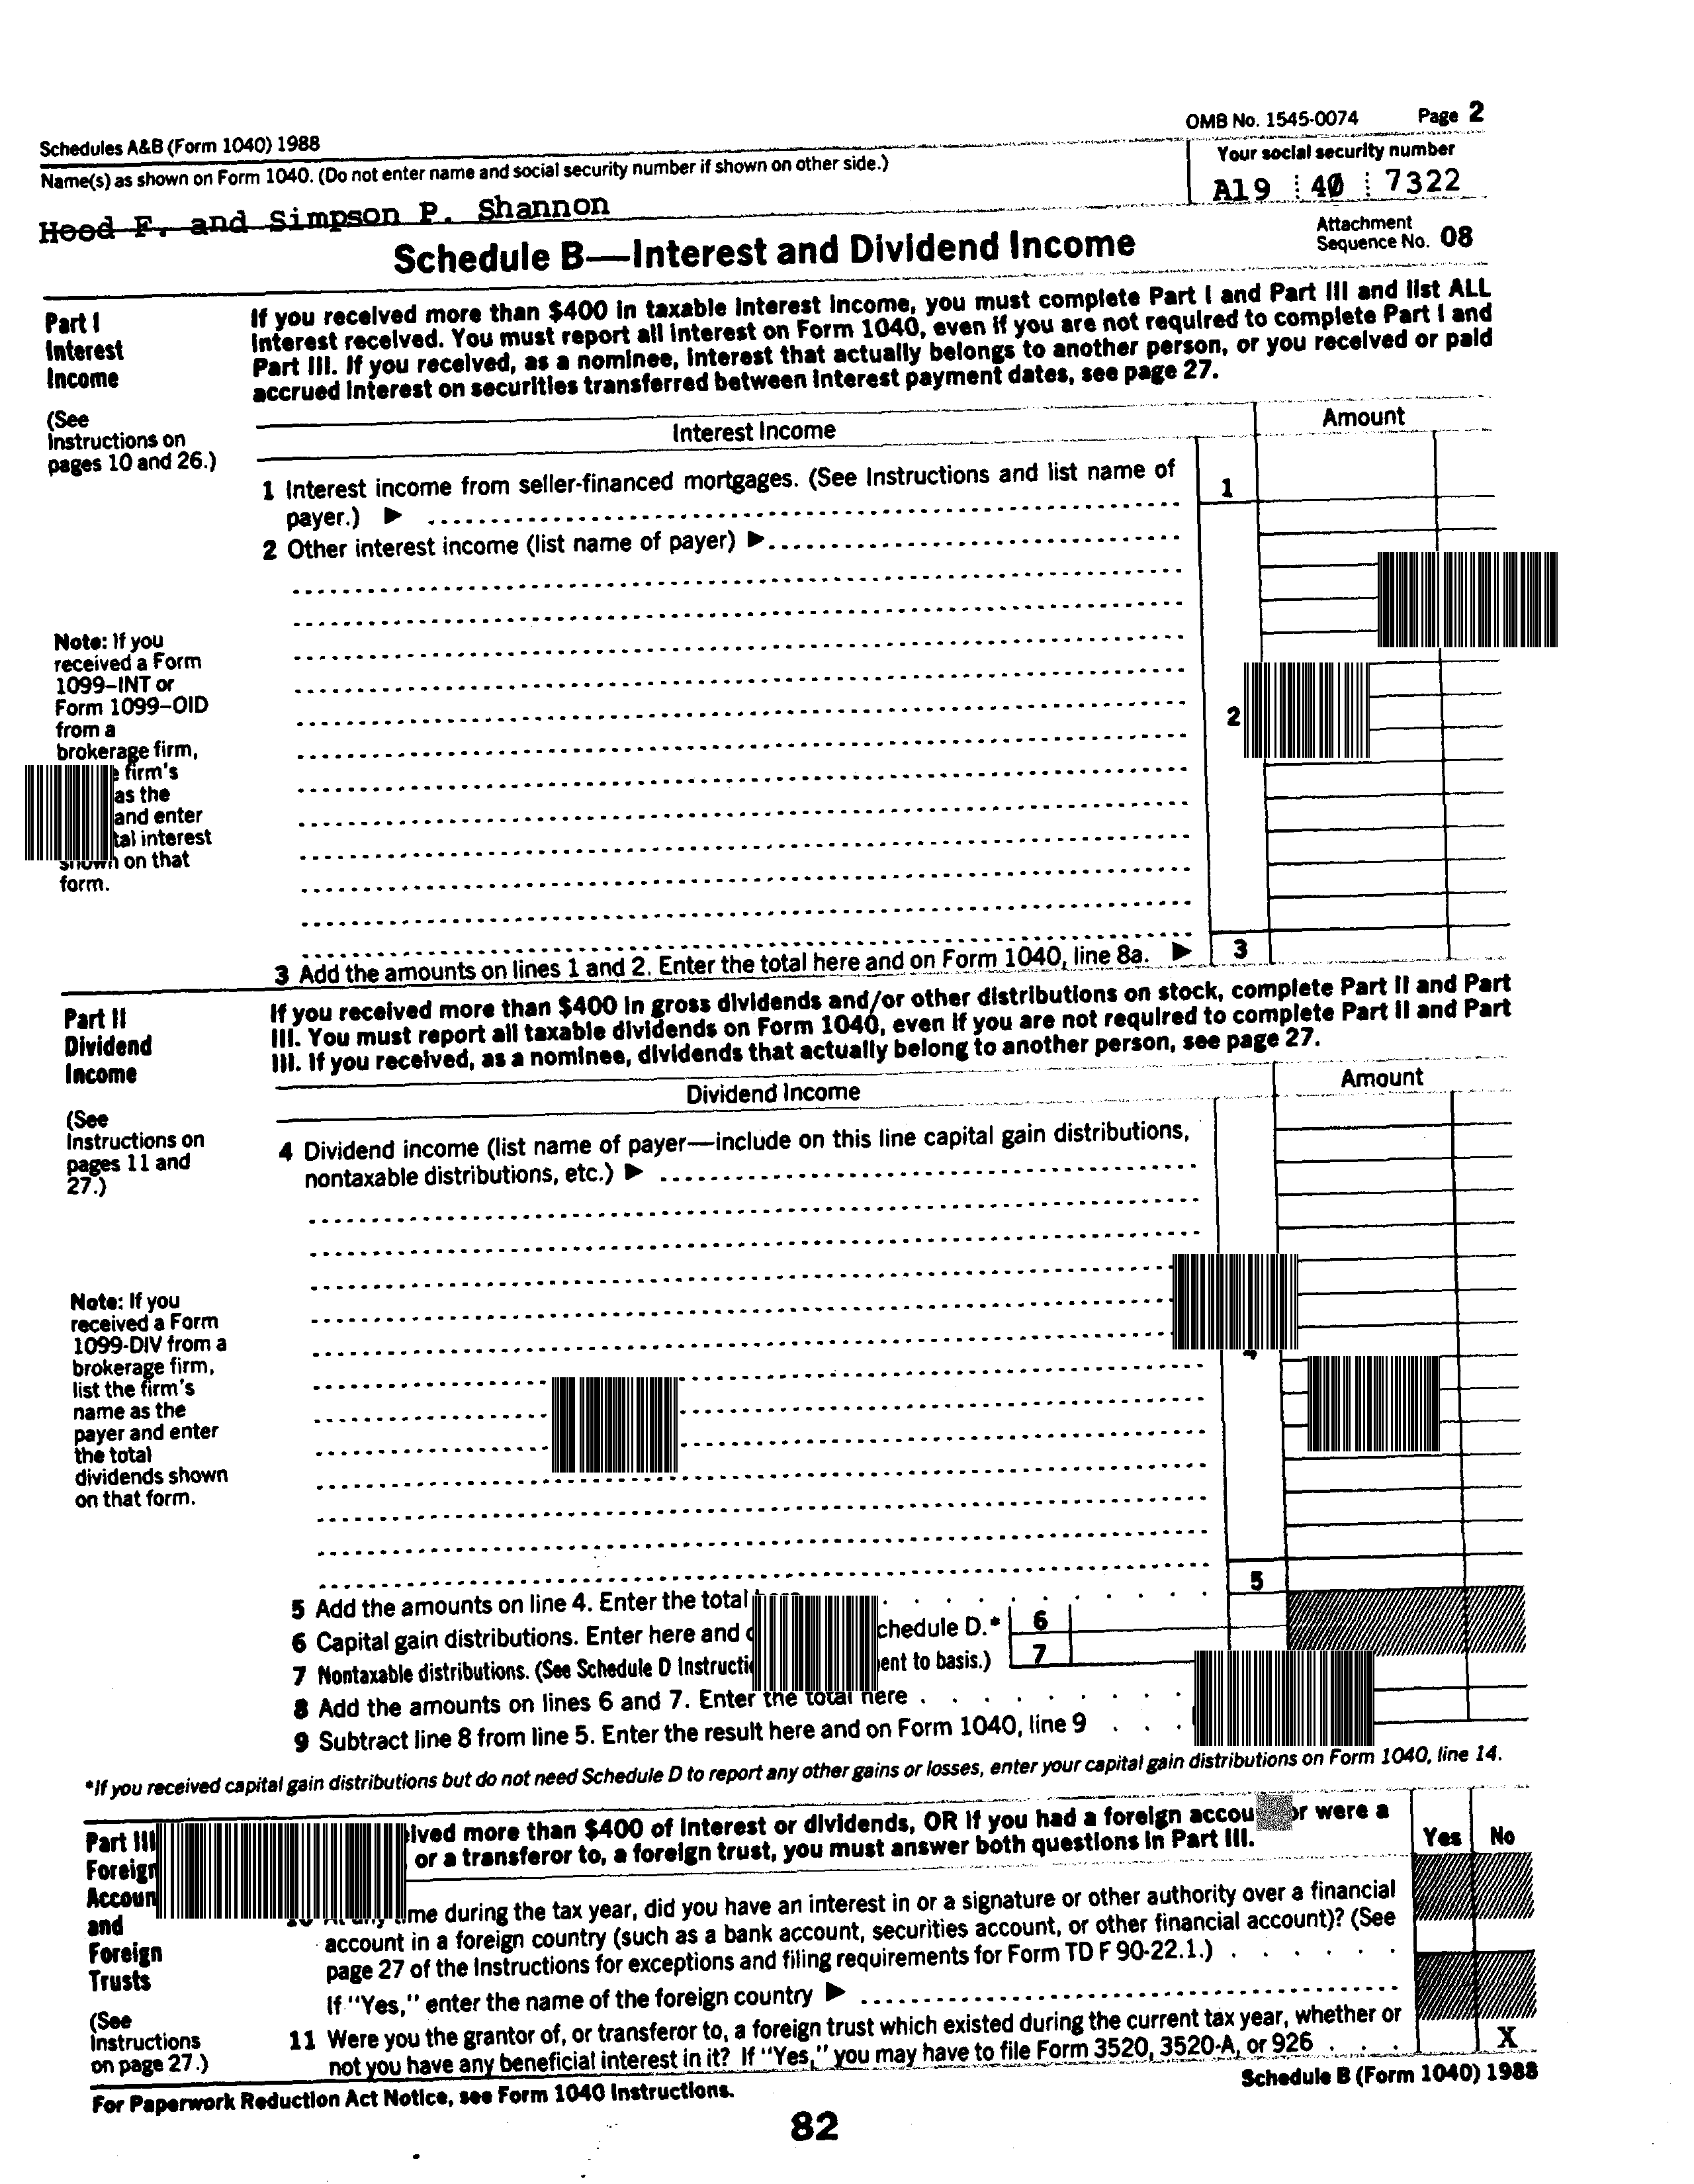 Schedules A&B (Form 1040) 1988
OMB No. 1545-0074 Page 2
Name(s) as shown on Form 1040. (Do not enter name and social security number if shown on other side.)
Your social security number
Hood F. and Simpson P. Shannon
A19 40 7322
Schedule B—Interest and Dividend Income
Attachment
Sequence No. 08
Part I
Interest
Income
(See
Instructions on
pages 10 and 26.)
If you received more than $400 in taxable interest income, you must complete Part I and Part III and list ALL
interest received. You must report all interest on Form 1040, even if you are not required to complete Part I and
Part III. If you received, as a nominee, interest that actually belongs to another person, or you received or paid
accrued interest on securities transferred between interest payment dates, see page 27.
Interest Income
Amount
1 Interest income from seller-financed mortgages. (See Instructions and list name of
payer.) ▶
1
2 Other interest income (list name of payer) ▶
Note: If you
received a Form
1099–INT or
Form 1099–OID
from a
brokerage firm,
firm's
as the
and enter
interest
shown on that
form.
2
3 Add the amounts on lines 1 and 2. Enter the total here and on Form 1040, line 8a. ▶
3
Part II
Dividend
Income
(See
Instructions on
pages 11 and
27.)
If you received more than $400 in gross dividends and/or other distributions on stock, complete Part II and Part
III. You must report all taxable dividends on Form 1040, even if you are not required to complete Part II and Part
III. If you received, as a nominee, dividends that actually belong to another person, see page 27.
Dividend Income
Amount
4 Dividend income (list name of payer—include on this line capital gain distributions,
nontaxable distributions, etc.) ▶
Note: If you
received a Form
1099-DIV from a
brokerage firm,
list the firm's
name as the
payer and enter
the total
dividends shown
on that form.
5 Add the amounts on line 4. Enter the total
5
6 Capital gain distributions. Enter here and Schedule D.* 6
7 Nontaxable distributions. (See Schedule D Instructions to basis.) 7
8 Add the amounts on lines 6 and 7. Enter the total here
9 Subtract line 8 from line 5. Enter the result here and on Form 1040, line 9
*If you received capital gain distributions but do not need Schedule D to report any other gains or losses, enter your capital gain distributions on Form 1040, line 14.
Part III
Foreign
Accounts
and
Foreign
Trusts
(See
Instructions
on page 27.)
more than $400 of interest or dividends, OR if you had a foreign account or were a
or a transferor to, a foreign trust, you must answer both questions in Part III.
Yes No
At any time during the tax year, did you have an interest in or a signature or other authority over a financial
account in a foreign country (such as a bank account, securities account, or other financial account)? (See
page 27 of the Instructions for exceptions and filing requirements for Form TD F 90-22.1.)
If "Yes," enter the name of the foreign country ▶
11 Were you the grantor of, or transferor to, a foreign trust which existed during the current tax year, whether or
not you have any beneficial interest in it? If "Yes," you may have to file Form 3520, 3520-A, or 926
X
For Paperwork Reduction Act Notice, see Form 1040 Instructions.
Schedule B (Form 1040) 1988
82